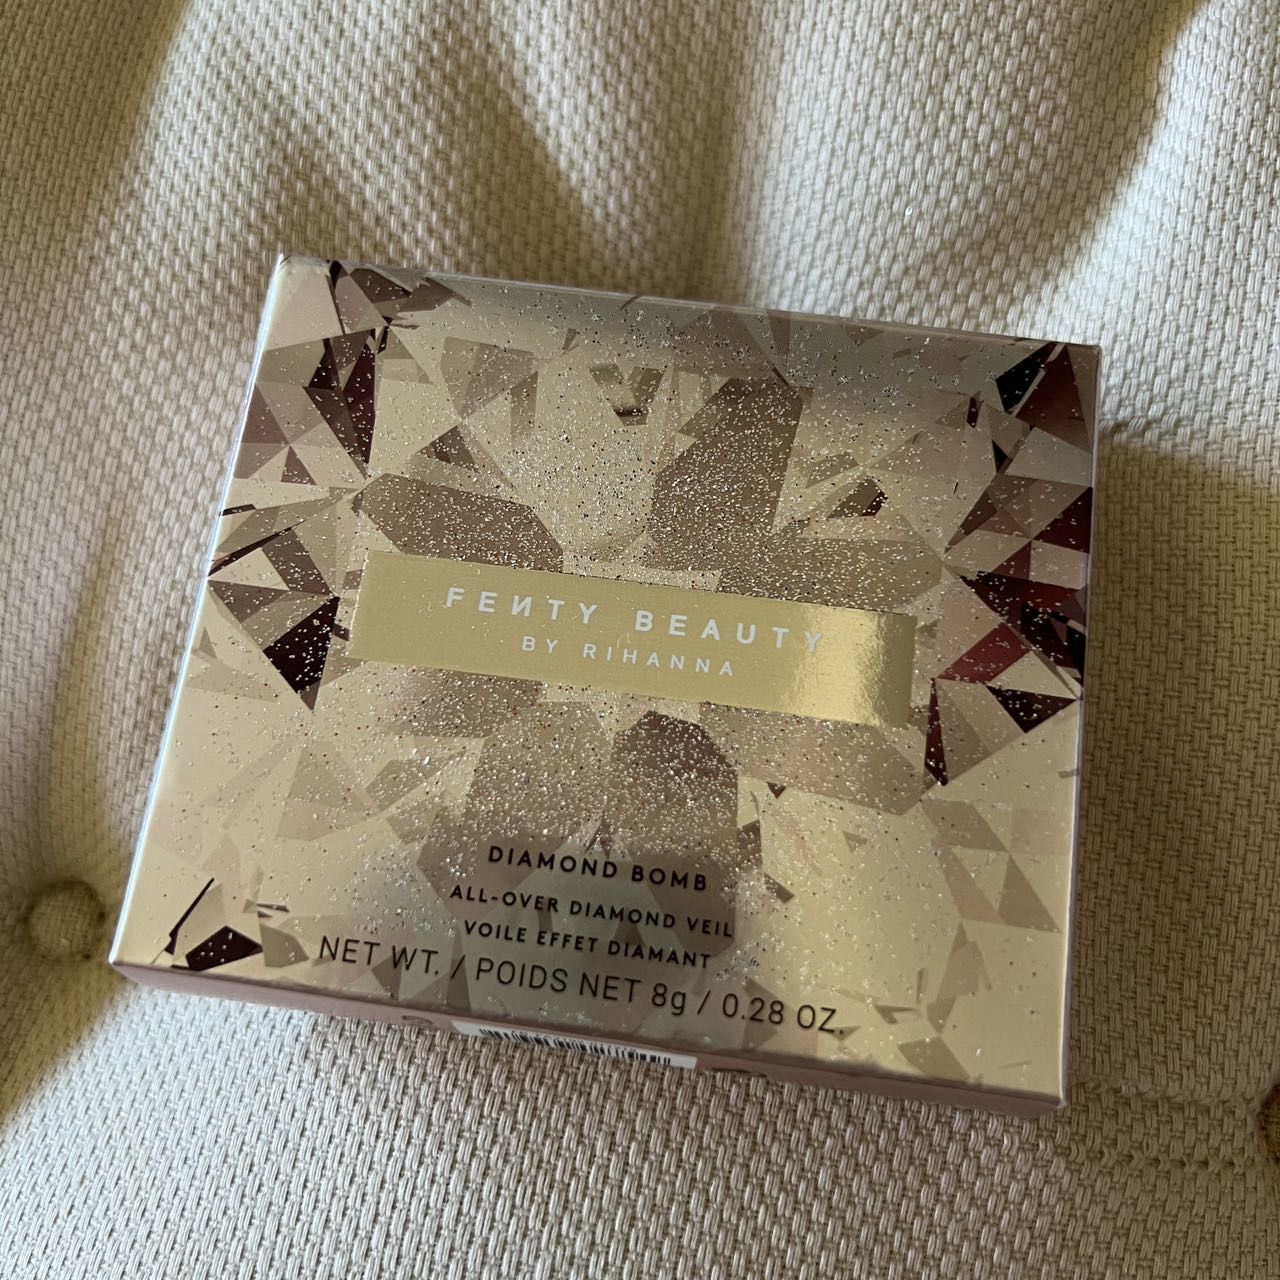 FEИTY BEAUTY
BY RIHANNA
DIAMOND BOMB
ALL-OVER DIAMOND VEIL
VOILE EFFET DIAMANT
NET WT. / POIDS NET 8g / 0.28 OZ.